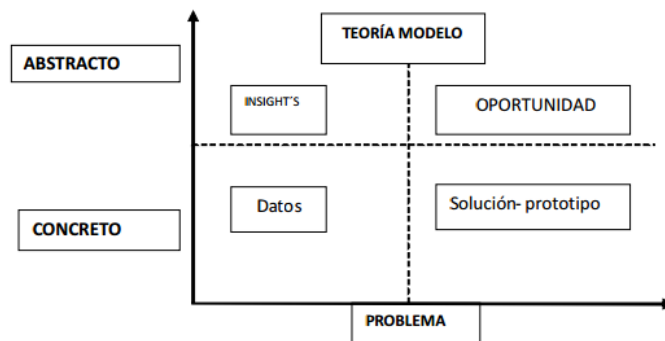 TEORÍA MODELO
ABSTRACTO
INSIGHT´S
OPORTUNIDAD
Datos
Solución- prototipo
CONCRETO
PROBLEMA